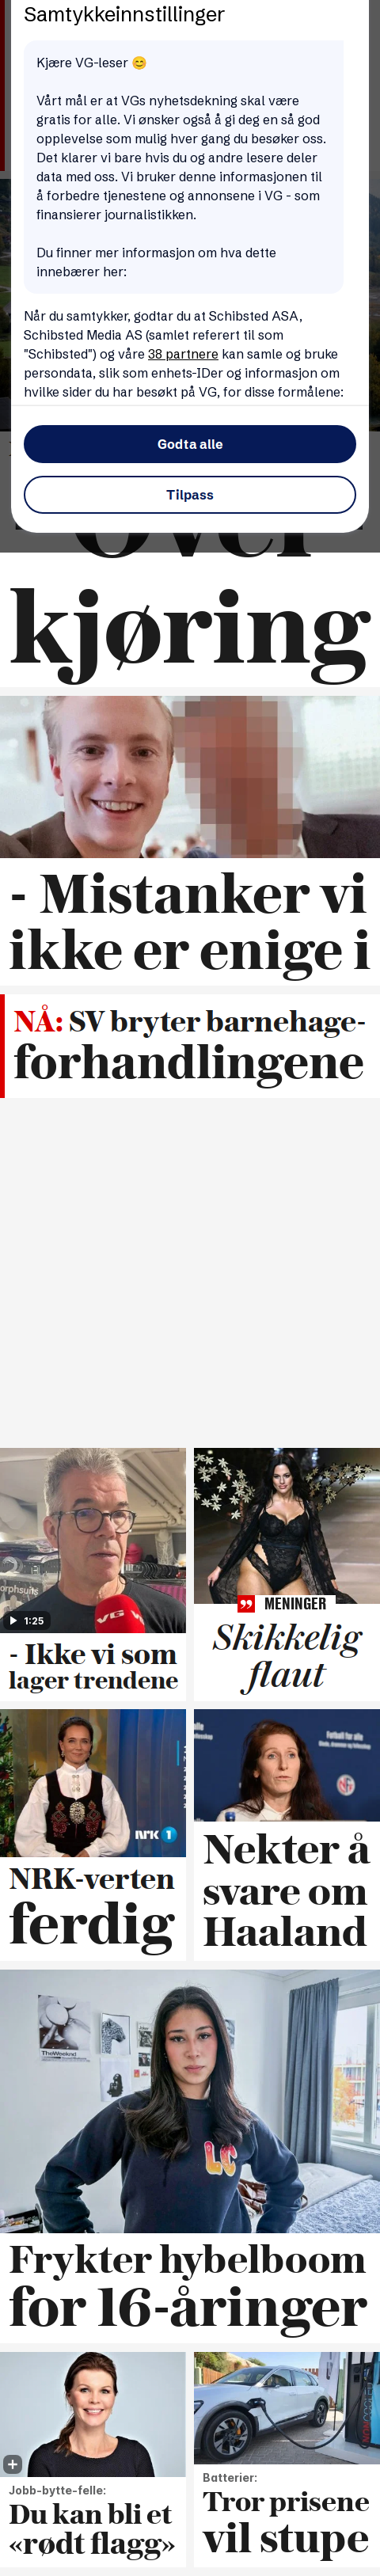 Samtykkeinnstillinger
Kjære VG-leser 😊
Vårt mål er at VGs nyhetsdekning skal være
gratis for alle. Vi ønsker også å gi deg en så god
opplevelse som mulig hver gang du besøker oss.
Det klarer vi bare hvis du og andre lesere deler
data med oss. Vi bruker denne informasjonen til
å forbedre tjenestene og annonsene i VG - som
finansierer journalistikken.
Du finner mer informasjon om hva dette
innebærer her:
Når du samtykker, godtar du at Schibsted ASA,
Schibsted Media AS (samlet referert til som
"Schibsted") og våre 38 partnere kan samle og bruke
persondata, slik som enhets-IDer og informasjon om
hvilke sider du har besøkt på VG, for disse formålene:
Godta alle
Tilpass
kjøring
- Mistanker vi
ikke er enige i
NÅ: SV bryter barnehage-
forhandlingene
1:25
VG
- Ikke vi som
lager trendene
MENINGER
Skikkelig
flaut
NRK 1
NRK-verten
ferdig
Nekter å
svare om
Haaland
TheWeeknd
Frykter hybelboom
for 16-åringer
Jobb-bytte-felle:
Du kan bli et
«rødt flagg»
Batterier:
Tror prisene
vil stupe